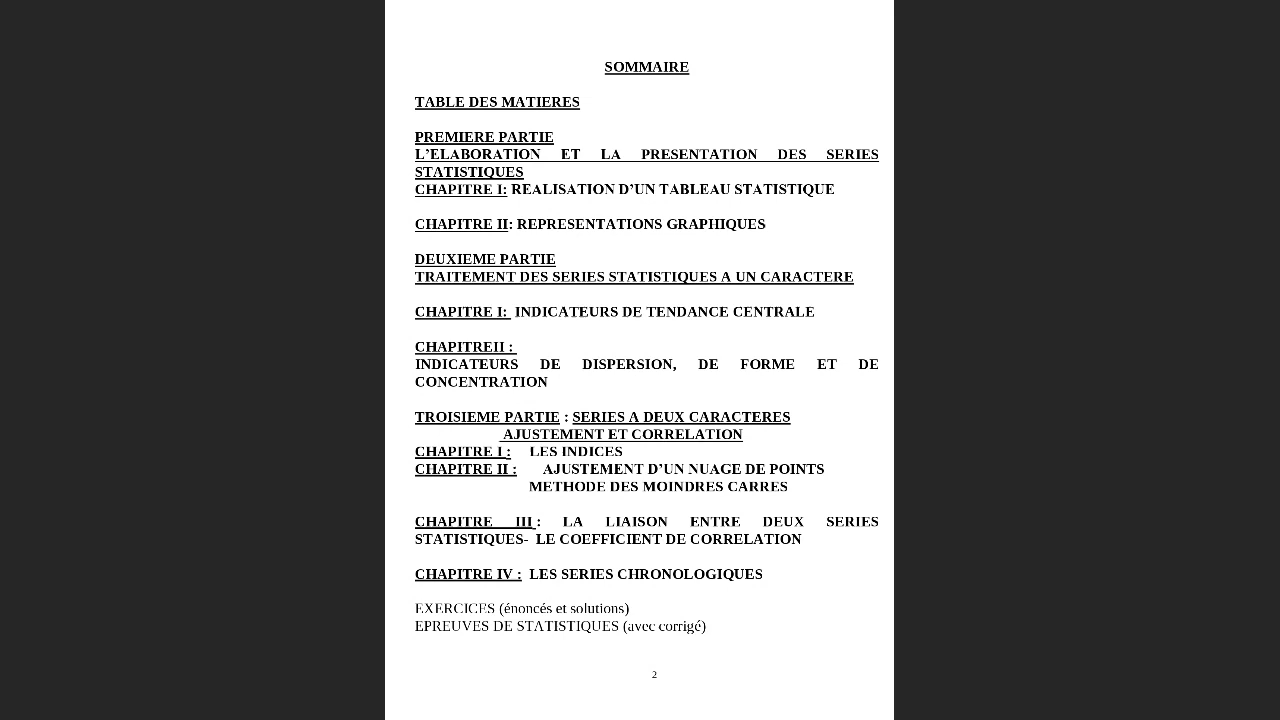 SOMMAIRE
TABLE DES MATIERES
PREMIERE PARTIE
L’ELABORATION ET LA PRESENTATION DES SERIES
STATISTIQUES
CHAPITRE I: REALISATION D’UN TABLEAU STATISTIQUE
CHAPITRE II: REPRESENTATIONS GRAPHIQUES
DEUXIEME PARTIE
TRAITEMENT DES SERIES STATISTIQUES A UN CARACTERE
CHAPITRE I: INDICATEURS DE TENDANCE CENTRALE
CHAPITREII :
INDICATEURS DE DISPERSION, DE FORME ET DE
CONCENTRATION
TROISIEME PARTIE : SERIES A DEUX CARACTERES
AJUSTEMENT ET CORRELATION
CHAPITRE I : LES INDICES
CHAPITRE II : AJUSTEMENT D’UN NUAGE DE POINTS
METHODE DES MOINDRES CARRES
CHAPITRE III : LA LIAISON ENTRE DEUX SERIES
STATISTIQUES- LE COEFFICIENT DE CORRELATION
CHAPITRE IV : LES SERIES CHRONOLOGIQUES
EXERCICES (énoncés et solutions)
EPREUVES DE STATISTIQUES (avec corrigé)
2